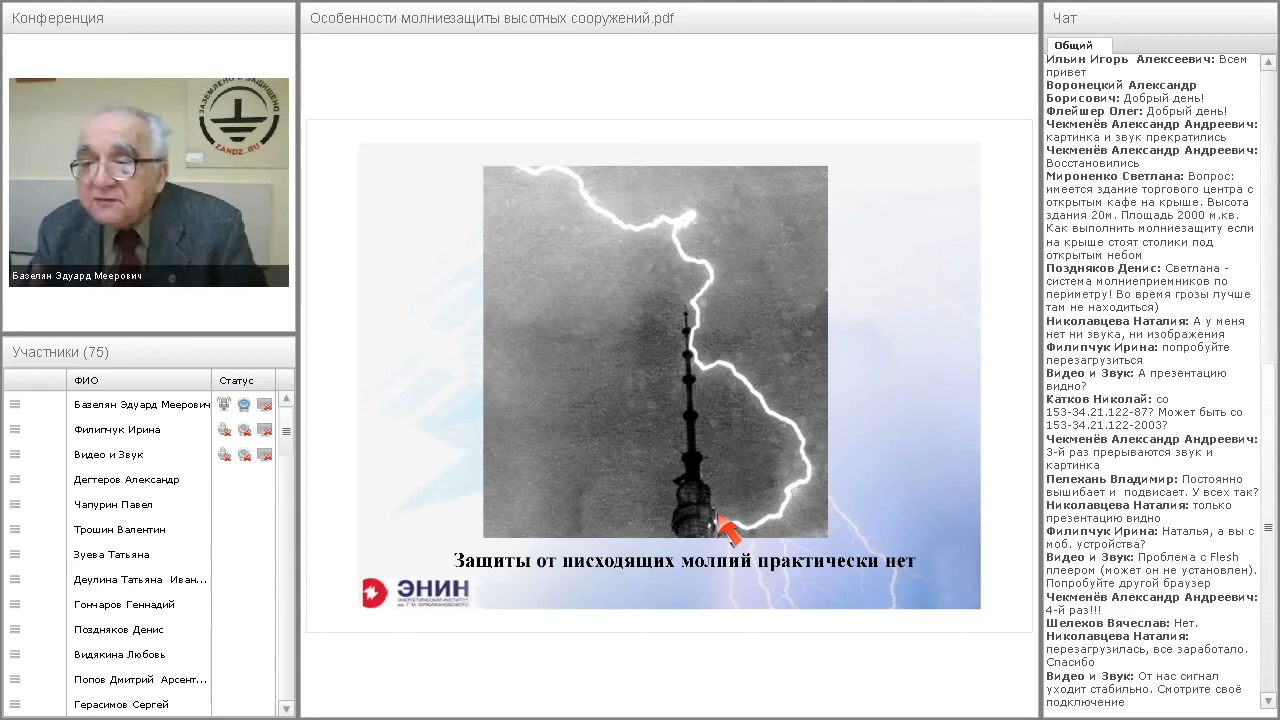 Конференция
ЗАЗЕМЛЕНО И ЗАЩИЩЕНО
ZANDZ.RU
Базелян Эдуард Меерович
Участники (75)
ФИО
Статус
Базелян Эдуард Меерович
Филипчук Ирина
Видео и Звук
Дегтеров Александр
Чапурин Павел
Трошин Валентин
Зуева Татьяна
Деулина Татьяна Иван...
Гончаров Геннадий
Поздняков Денис
Видякина Любовь
Попов Дмитрий Арсент...
Герасимов Сергей
Особенности молниезащиты высотных сооружений.pdf
Защиты от нисходящих молний практически нет
ЭНИН
ЭНЕРГЕТИЧЕСКИЙ ИНСТИТУТ
им. Г. М. КРЖИЖАНОВСКОГО
Чат
Общий
Ильин Игорь Алексеевич: Всем
привет
Воронецкий Александр
Борисович: Добрый день!
Флейшер Олег: Добрый день!
Чекменёв Александр Андреевич:
картинка и звук прекратились
Чекменёв Александр Андреевич:
Восстановились
Мироненко Светлана: Вопрос:
имеется здание торгового центра с
открытым кафе на крыше. Высота
здания 20м. Площадь 2000 м.кв.
Как выполнить молниезащиту если
на крыше стоят столики под
открытым небом
Поздняков Денис: Светлана -
система молниеприемников по
периметру! Во время грозы лучше
там не находиться)
Николавцева Наталия: А у меня
нет ни звука, ни изображения
Филипчук Ирина: попробуйте
перезагрузиться
Видео и Звук: А презентацию
видно?
Катков Николай: со
153-34.21.122-87? Может быть со
153-34.21.122-2003?
Чекменёв Александр Андреевич:
3-й раз прерываются звук и
картинка
Пелехань Владимир: Постоянно
вышибает и подвисает. У всех так?
Николавцева Наталия: только
презентацию видно
Филипчук Ирина: Наталья, а вы с
моб. устройства?
Видео и Звук: Проблема с Flesh
плеером (может он не установлен).
Попробуйте другой браузер
Чекменёв Александр Андреевич:
4-й раз!!!
Шелехов Вячеслав: Нет.
Николавцева Наталия:
перезагрузилась, все заработало.
Спасибо
Видео и Звук: От нас сигнал
уходит стабильно. Смотрите своё
подключение